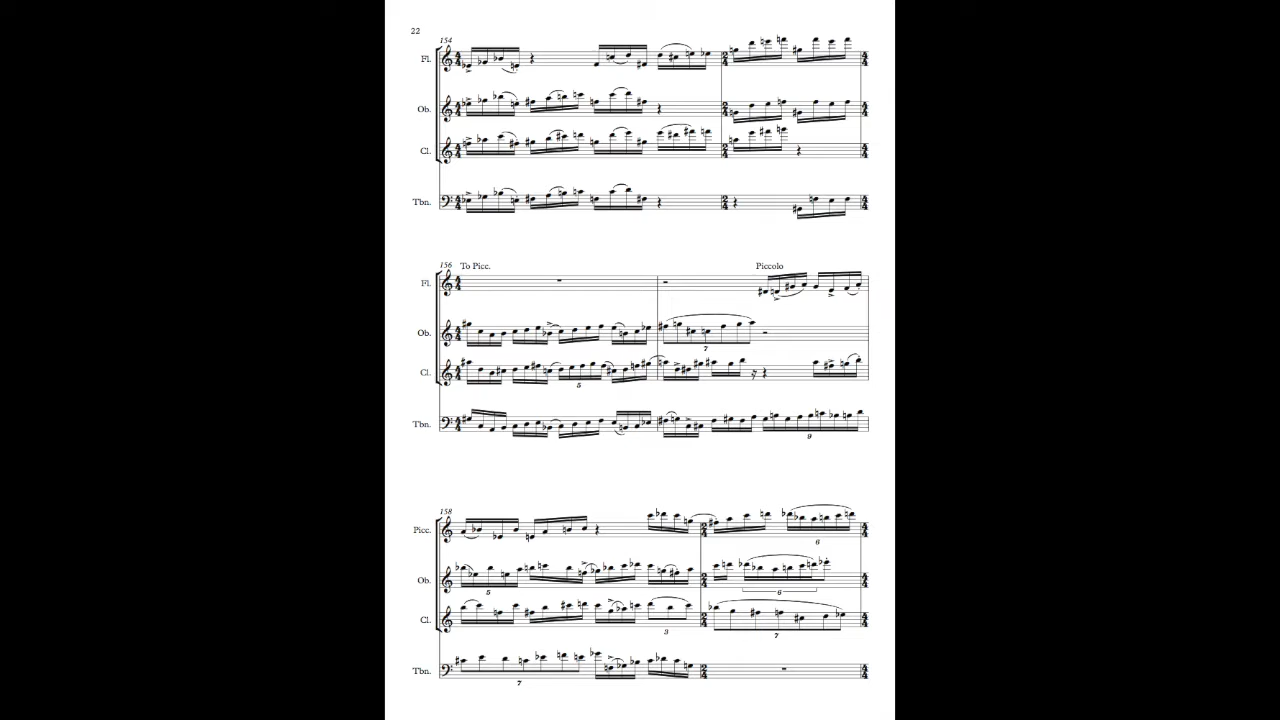 22
154
Fl.
Ob.
Cl.
Tbn.
156 To Picc. Piccolo
Fl.
Ob.
7
Cl.
5
Tbn.
9
158
Picc.
6
Ob.
5 6
Cl.
3 7
Tbn.
7